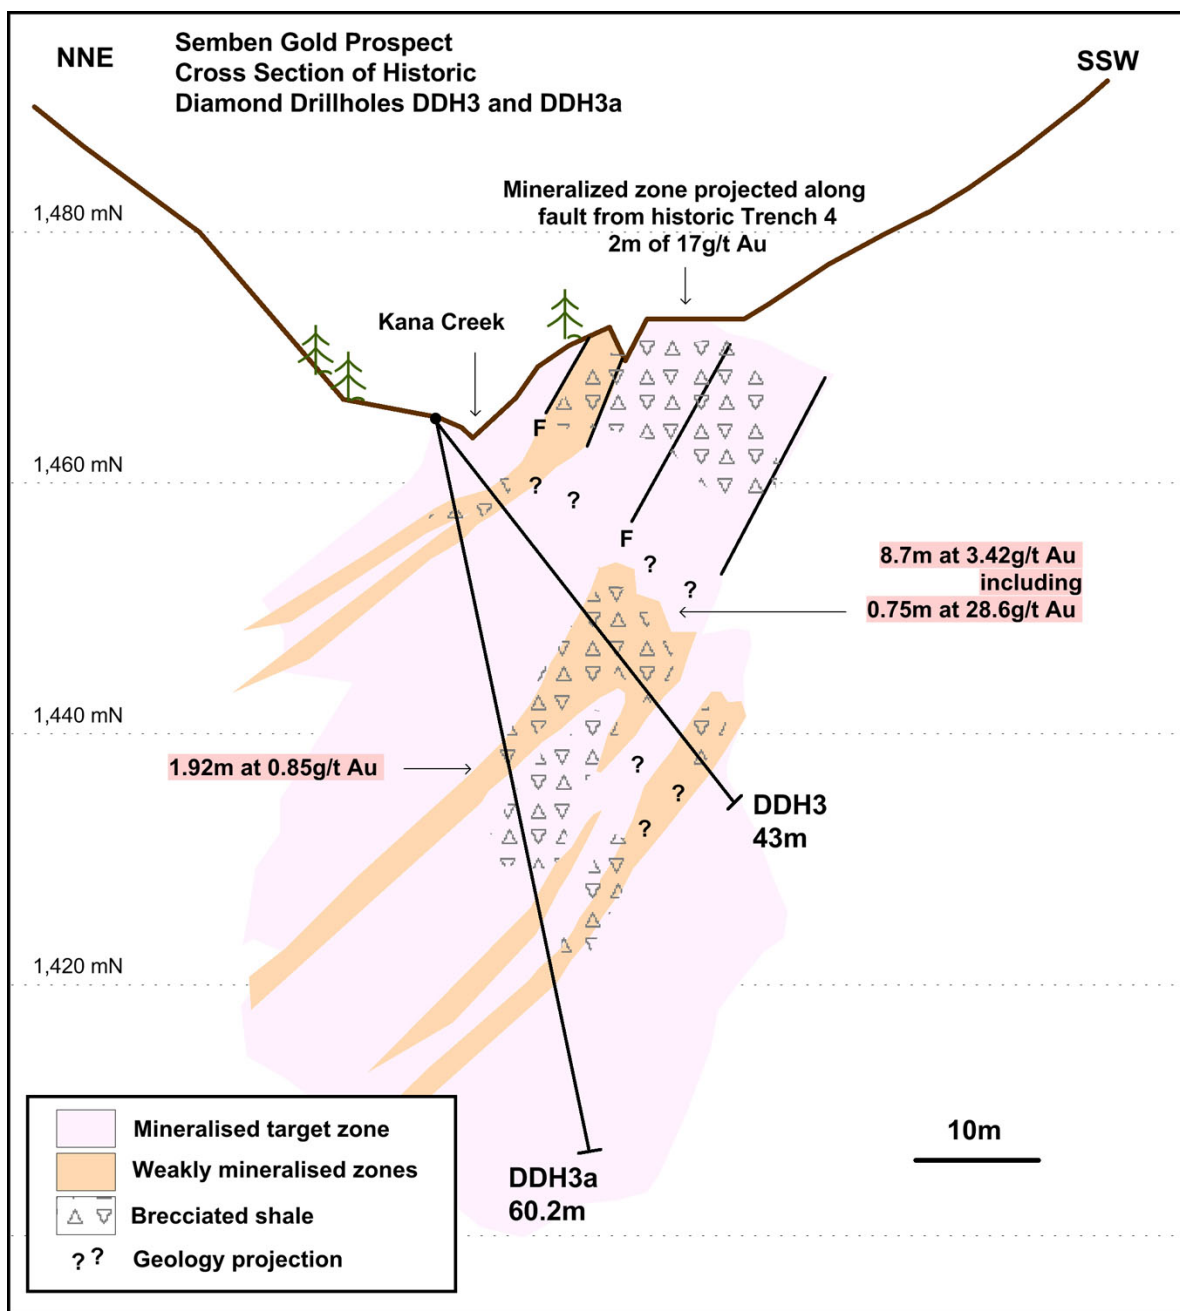 Semben Gold Prospect
Cross Section of Historic
Diamond Drillholes DDH3 and DDH3a
NNE
SSW
Mineralized zone projected along
fault from historic Trench 4
2m of 17g/t Au
1,480 mN
Kana Creek
F
1,460 mN
? ?
F
?
?
8.7m at 3.42g/t Au
including
0.75m at 28.6g/t Au
1,440 mN
1.92m at 0.85g/t Au
?
?
?
DDH3
43m
1,420 mN
DDH3a
60.2m
10m
Mineralised target zone
Weakly mineralised zones
Brecciated shale
? ? Geology projection